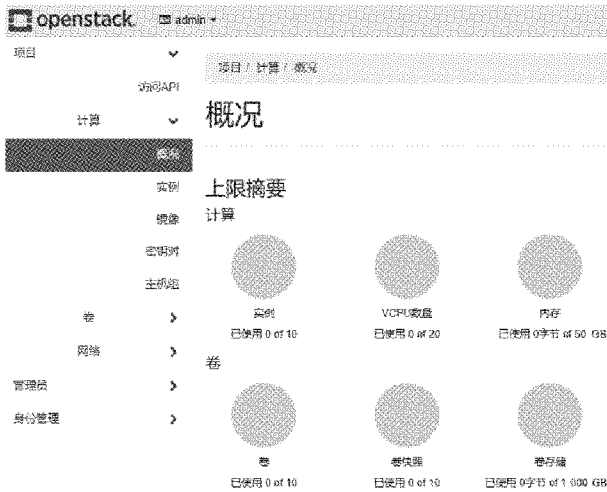 openstack. admin
项目
访问API
计算
概况
实例
镜像
密钥对
主机组
卷
网络
管理员
身份管理
项目 / 计算 / 概况
概况
上限摘要
计算
实例
已使用 0 of 10
VCPU数量
已使用 0 of 20
内存
已使用 0字节 of 50 GB
卷
卷
已使用 0 of 10
卷快照
已使用 0 of 10
卷存储
已使用 0字节 of 1 000 GB